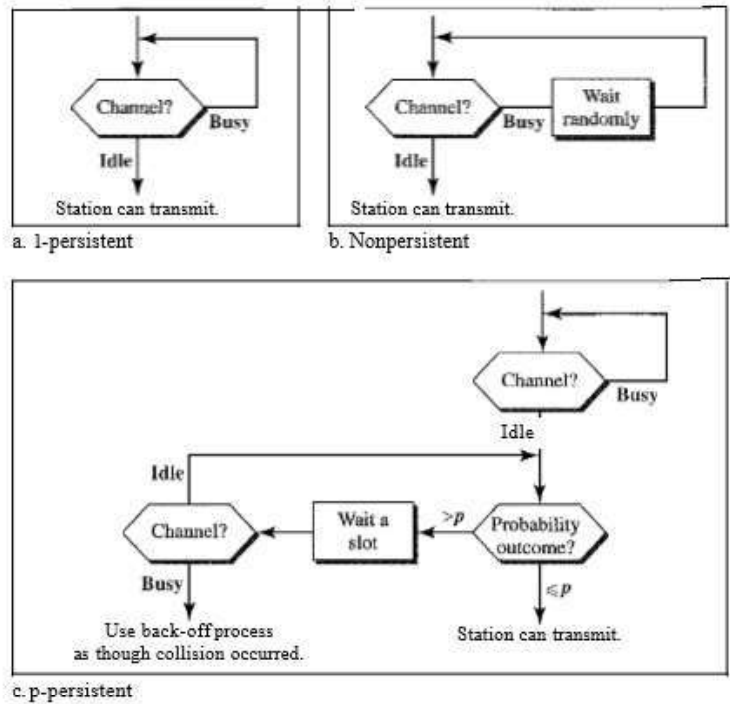 Channel?
Busy
Idle
Station can transmit.
a. 1-persistent
Channel?
Busy
Wait
randomly
Idle
Station can transmit.
b. Nonpersistent
Channel?
Busy
Idle
Idle
Channel?
Wait a
slot
>p
Probability
outcome?
Busy
⩽p
Use back-off process
as though collision occurred.
Station can transmit.
c. p-persistent